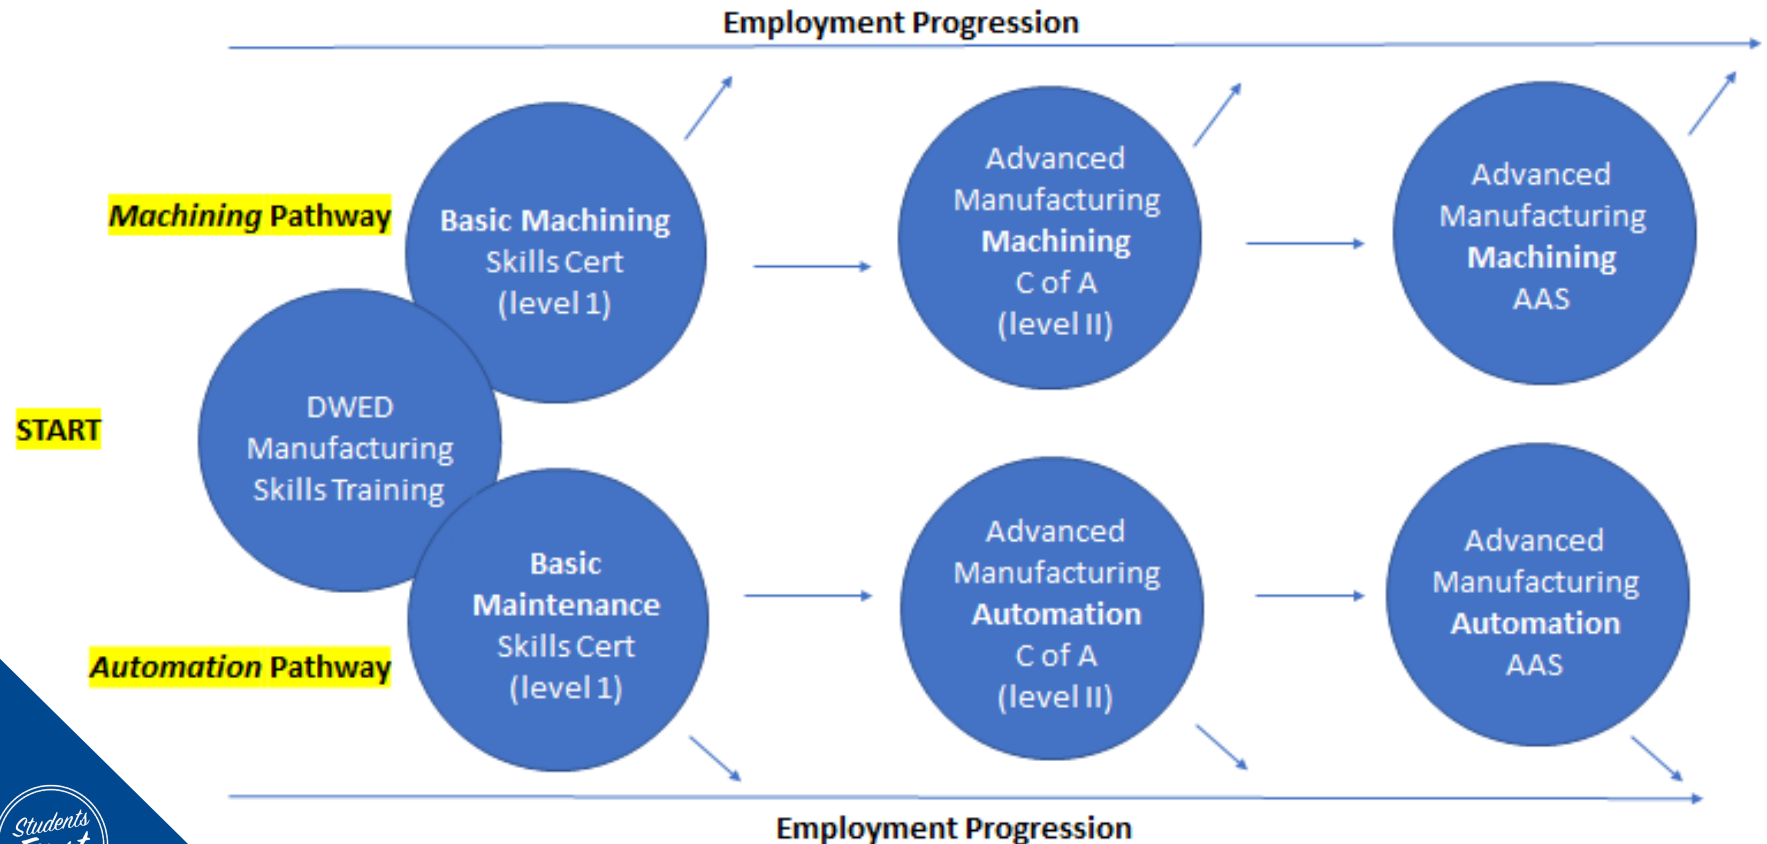 Employment Progression
Machining Pathway
Basic Machining
Skills Cert
(level 1)
Advanced
Manufacturing
Machining
C of A
(level II)
Advanced
Manufacturing
Machining
AAS
START
DWED
Manufacturing
Skills Training
Automation Pathway
Basic
Maintenance
Skills Cert
(level 1)
Advanced
Manufacturing
Automation
C of A
(level II)
Advanced
Manufacturing
Automation
AAS
Employment Progression
Students